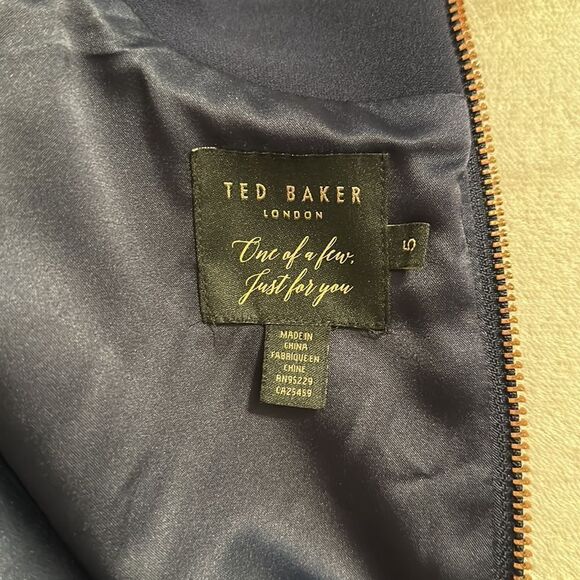 TED BAKER
LONDON
One of a few,
Just for you
5
MADE IN
CHINA
FABRIQUE EN
CHINE
RN95229
CA25459